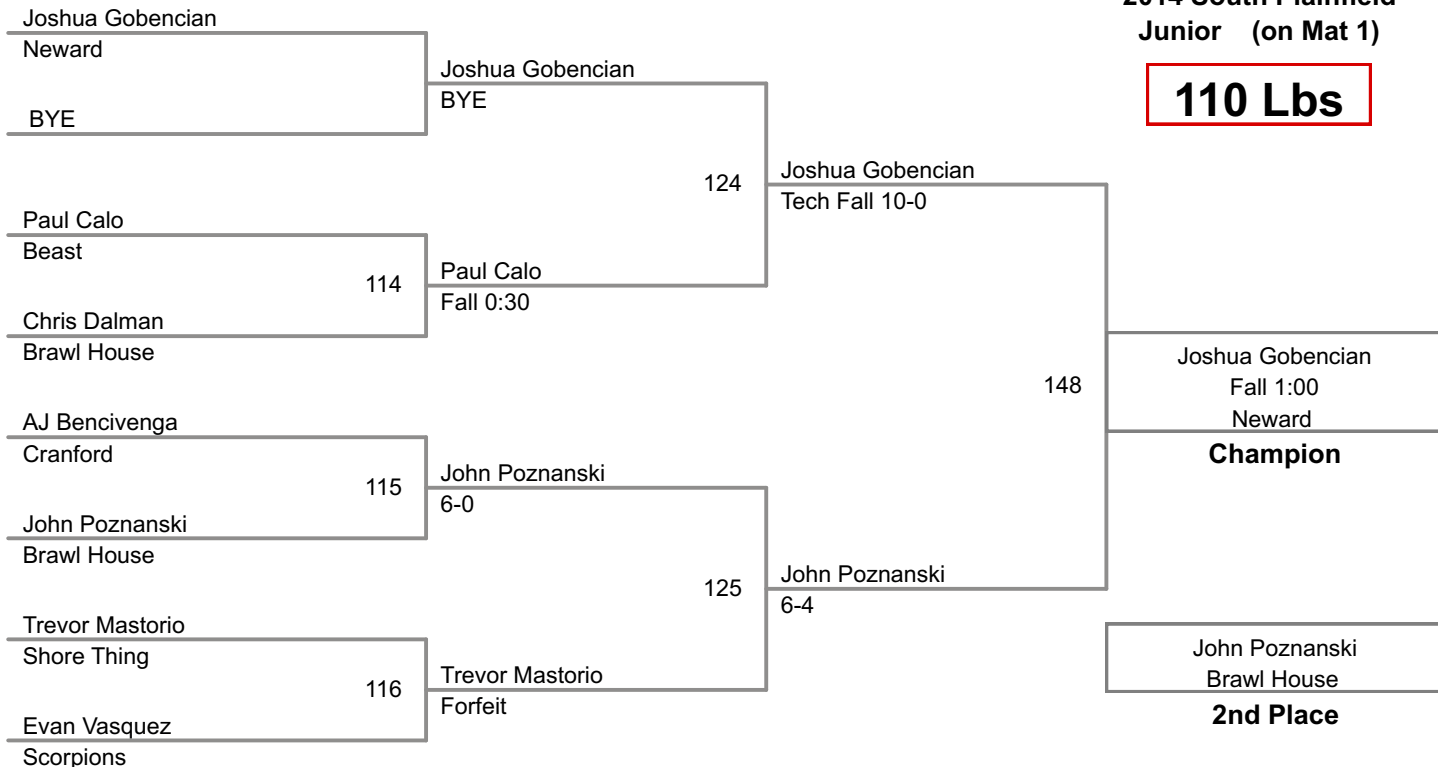 2014 South Plainfield
Junior (on Mat 1)
110 Lbs
Joshua Gobencian
Neward
BYE
Paul Calo
Beast
114
Chris Dalman
Brawl House
AJ Bencivenga
Cranford
115
John Poznanski
Brawl House
Trevor Mastorio
Shore Thing
116
Evan Vasquez
Scorpions
Joshua Gobencian
BYE
124
Paul Calo
Fall 0:30
John Poznanski
6-0
125
Trevor Mastorio
Forfeit
Joshua Gobencian
Tech Fall 10-0
148
John Poznanski
6-4
Joshua Gobencian
Fall 1:00
Neward
Champion
John Poznanski
Brawl House
2nd Place